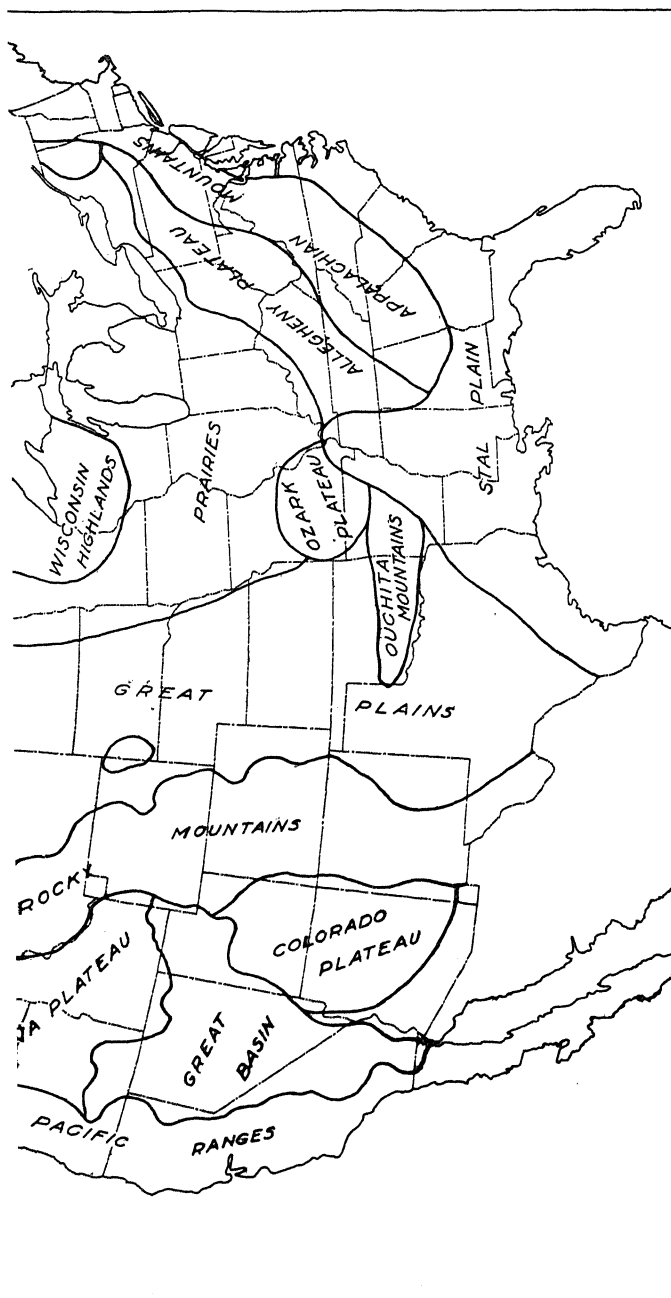 MOUNTAINS
APPALACHIAN
PLATEAU
ALLEGHENY
PLAIN
STAL
PRAIRIES
WISCONSIN
HIGHLANDS
OZARK
PLATEAU
OUCHITA
MOUNTAINS
GREAT
PLAINS
MOUNTAINS
ROCKY
COLORADO
PLATEAU
IA PLATEAU
GREAT
BASIN
PACIFIC
RANGES